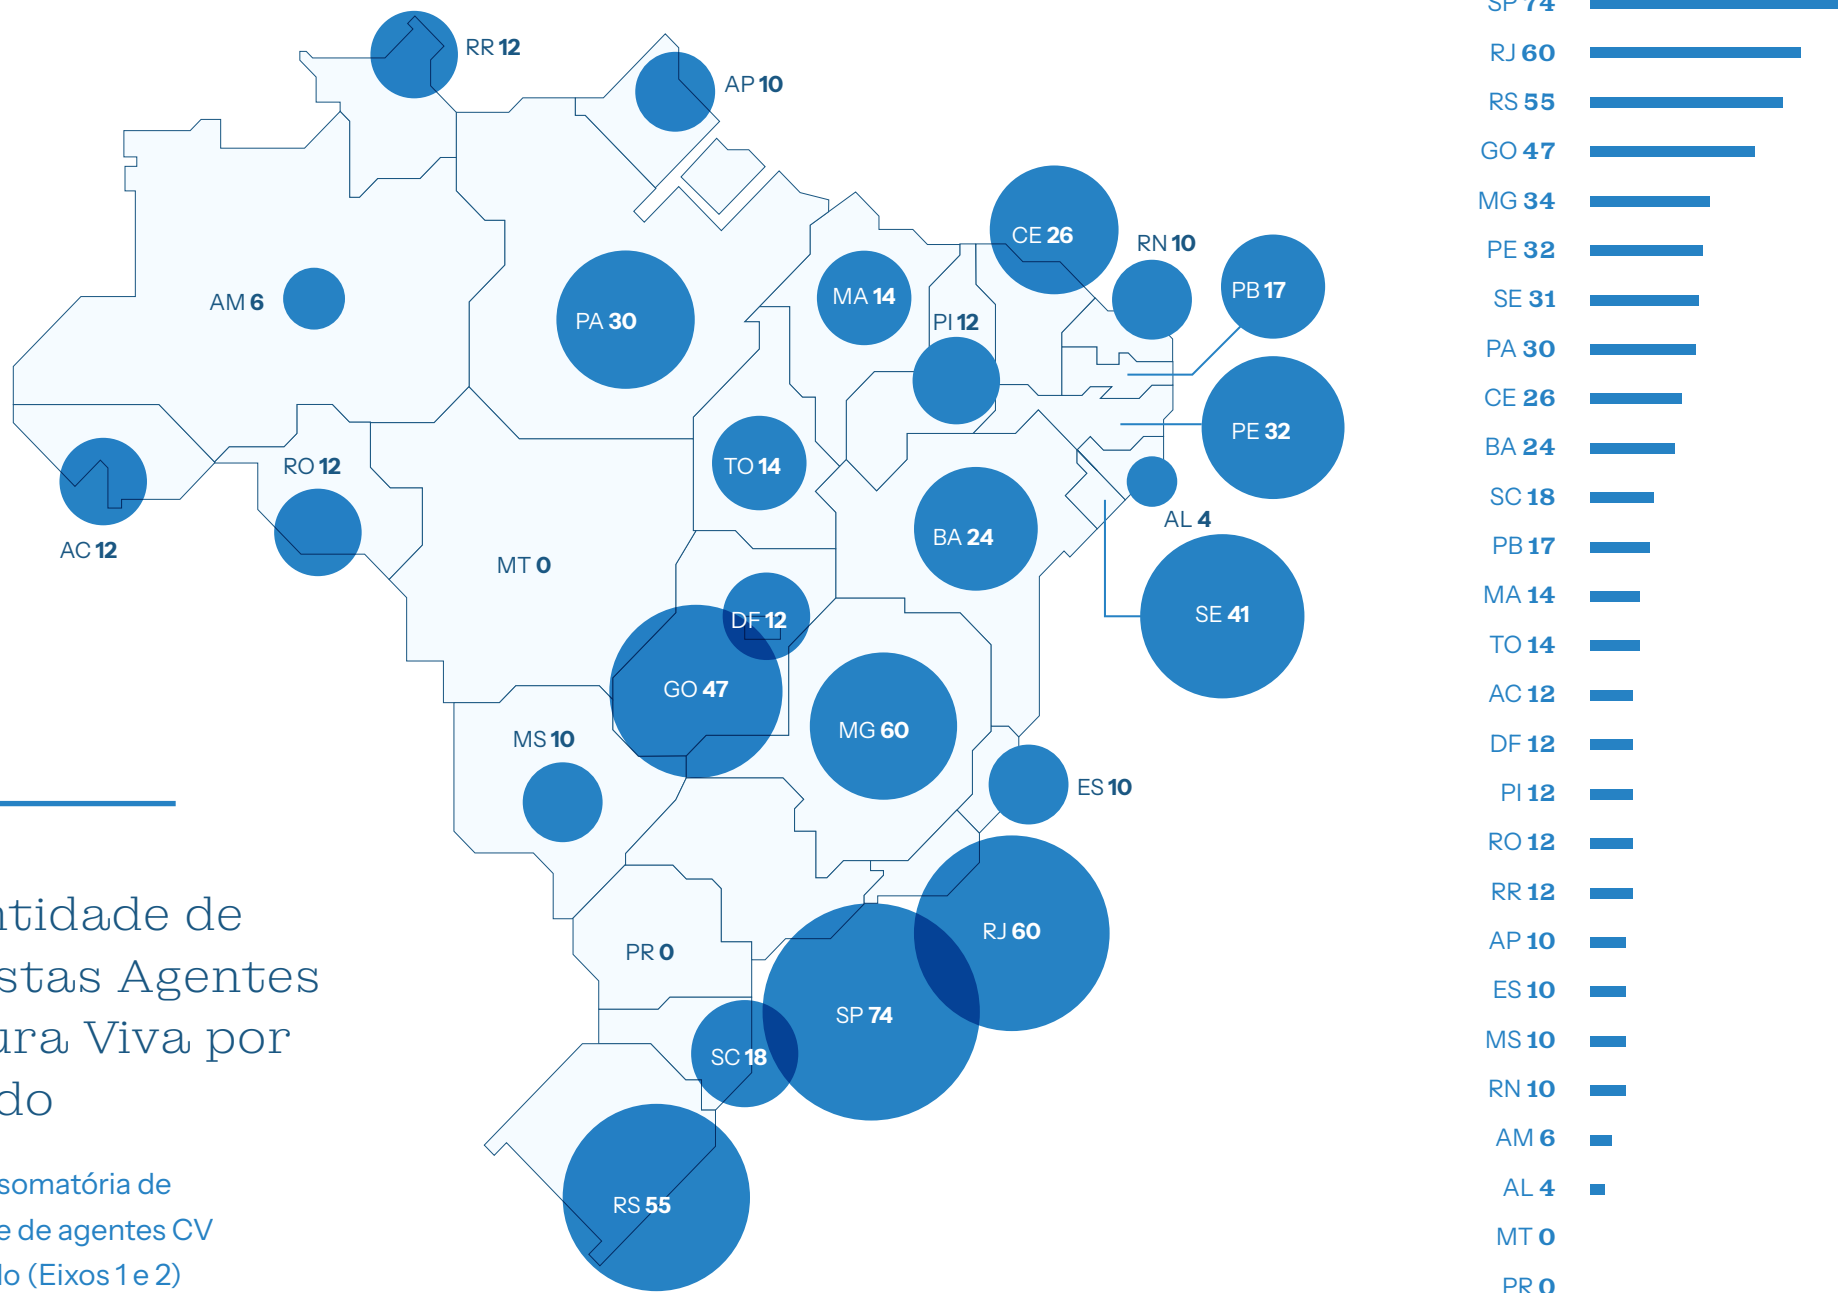 RR 12
AP 10
CE 26
RN 10
PB 17
AM 6
PA 30
MA 14
PI 12
PE 32
RO 12
TO 14
AL 4
AC 12
BA 24
MT 0
DF 12
SE 41
GO 47
MG 60
MS 10
ES 10
PR 0
RJ 60
SP 74
SC 18
RS 55
ntidade de
stas Agentes
ura Viva por
do
somatória de
e de agentes CV
lo (Eixos 1 e 2)
SP 74
RJ 60
RS 55
GO 47
MG 34
PE 32
SE 31
PA 30
CE 26
BA 24
SC 18
PB 17
MA 14
TO 14
AC 12
DF 12
PI 12
RO 12
RR 12
AP 10
ES 10
MS 10
RN 10
AM 6
AL 4
MT 0
PR 0